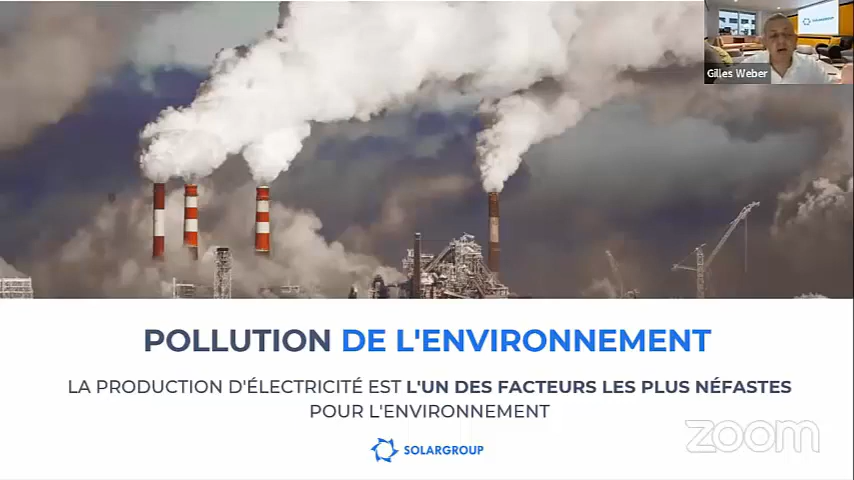 Gilles Weber
POLLUTION DE L'ENVIRONNEMENT
LA PRODUCTION D'ÉLECTRICITÉ EST L'UN DES FACTEURS LES PLUS NÉFASTES
POUR L'ENVIRONNEMENT
SOLARGROUP
zoom